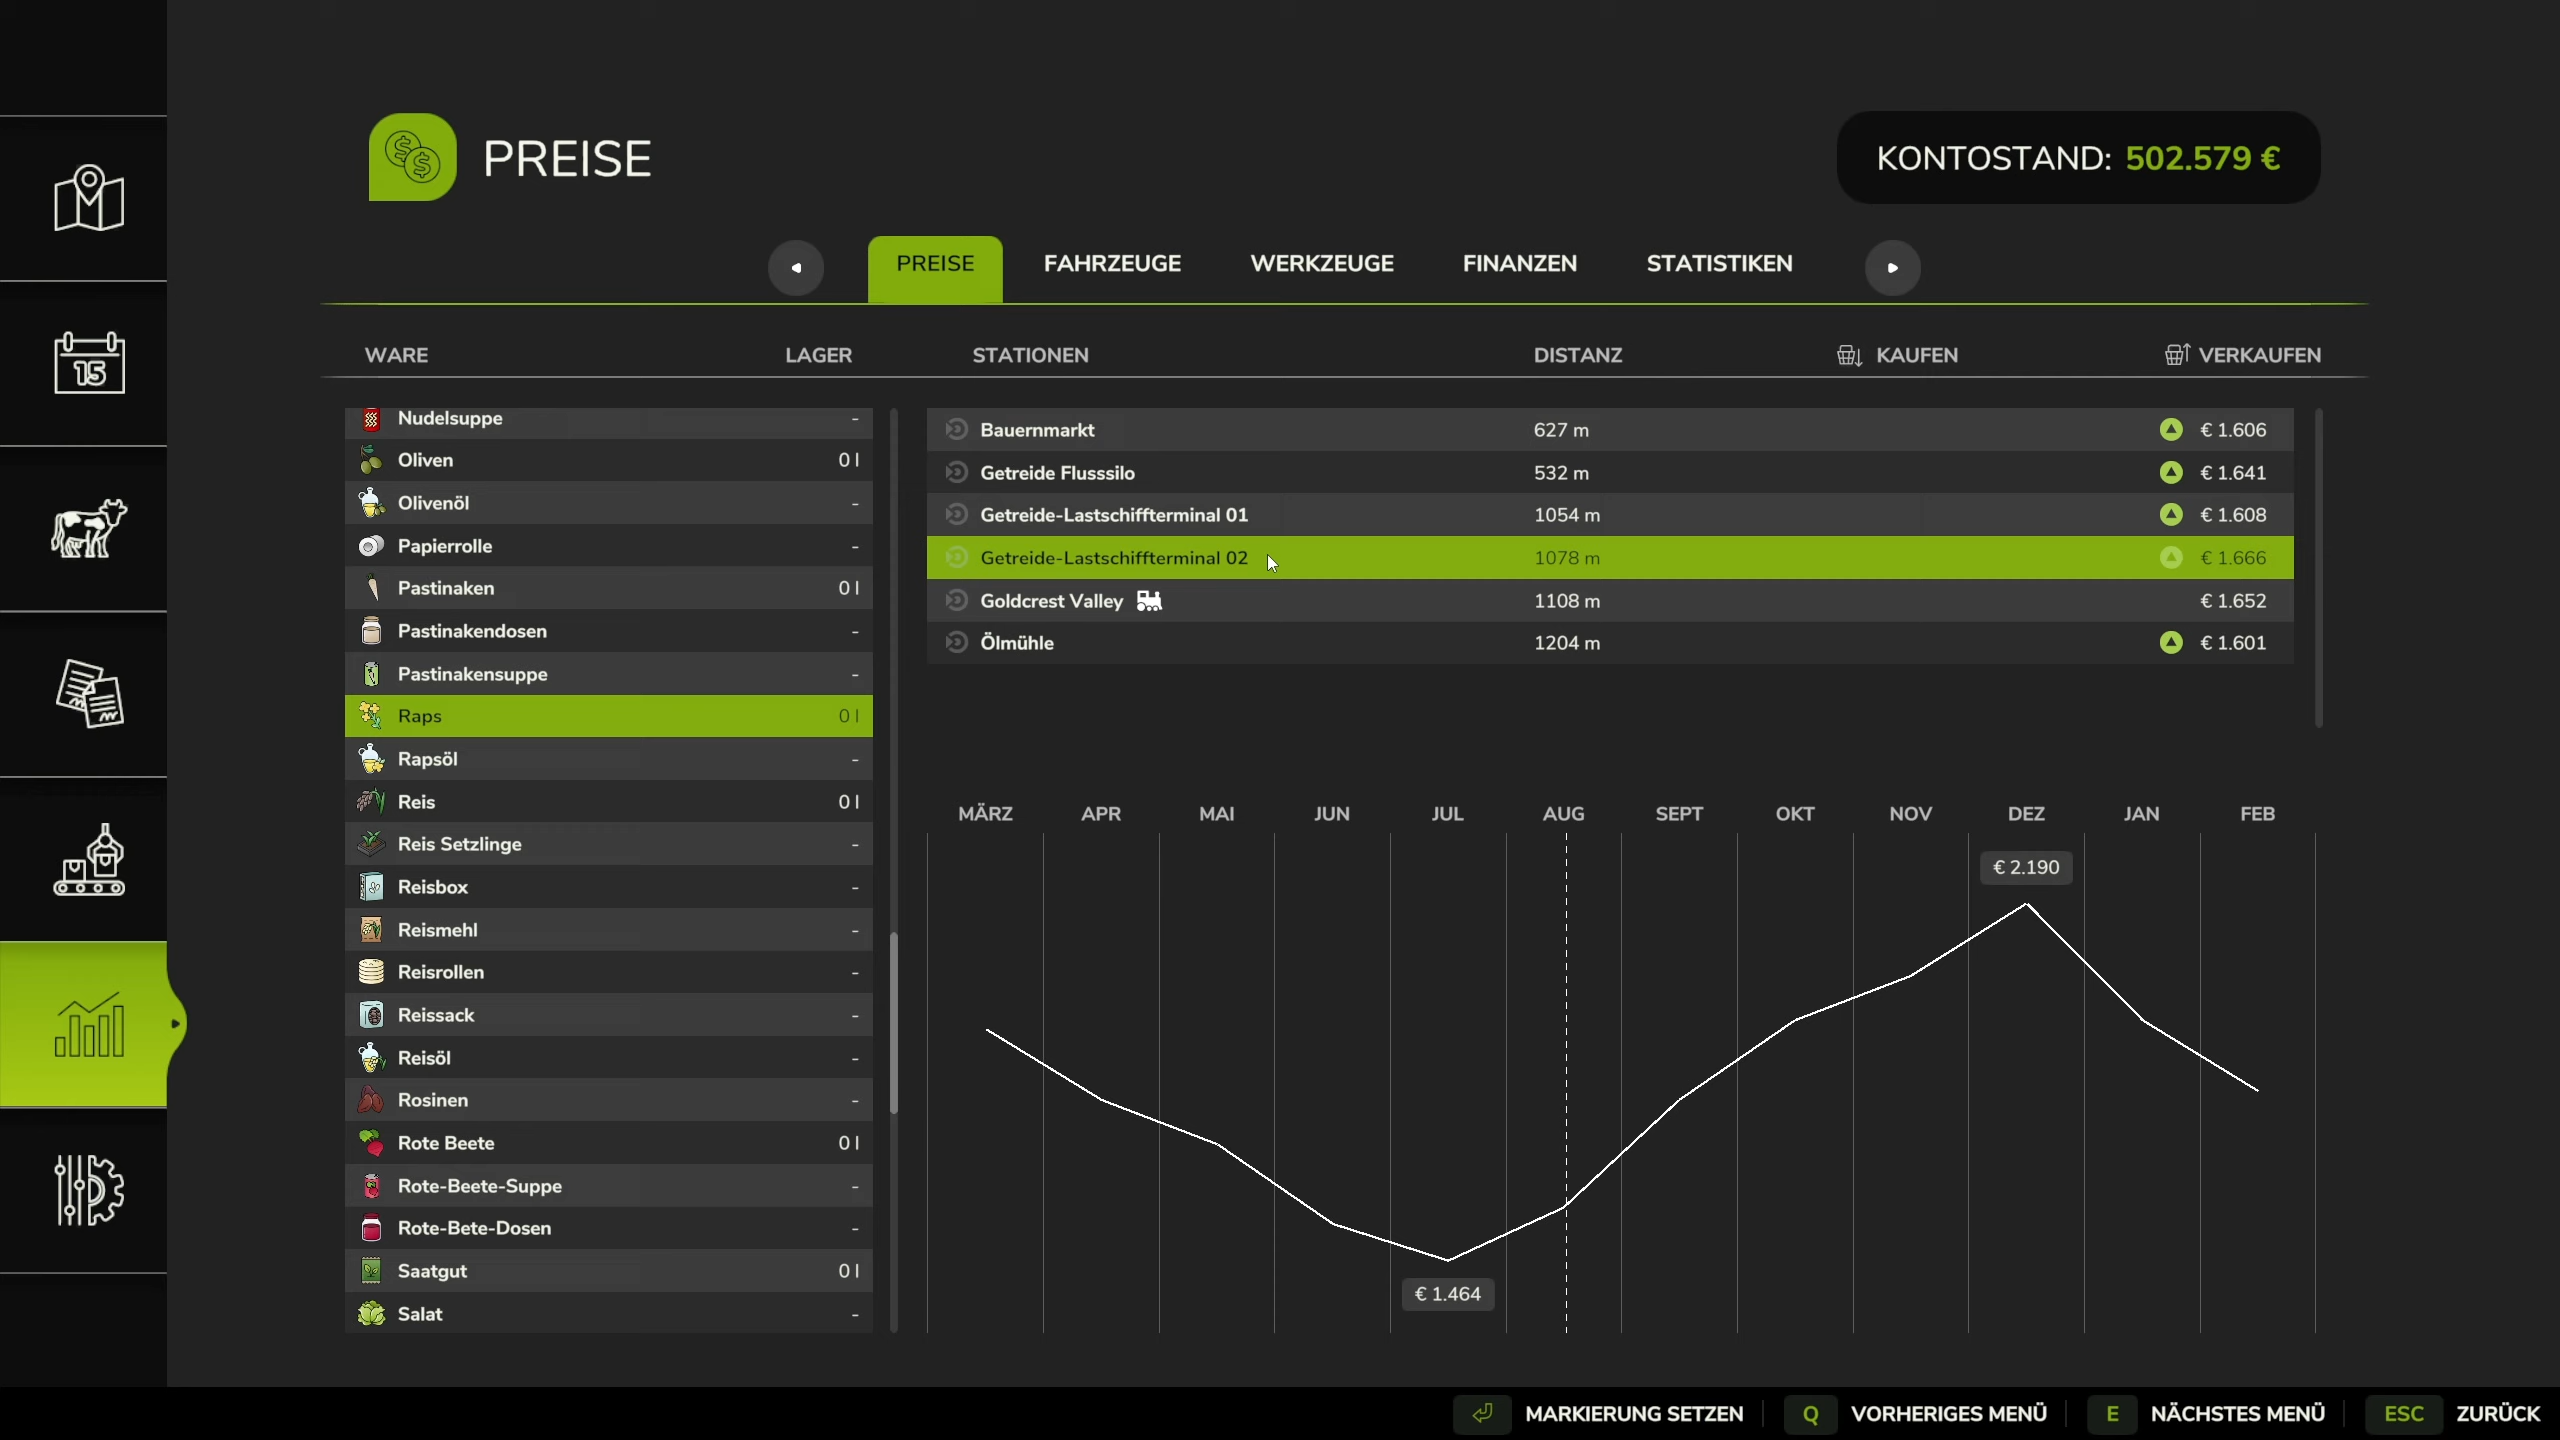 15
PREISE
KONTOSTAND: 502.579 €
PREISE FAHRZEUGE WERKZEUGE FINANZEN STATISTIKEN
WARE LAGER STATIONEN DISTANZ KAUFEN VERKAUFEN
Nudelsuppe -
Oliven 0 l
Olivenöl -
Papierrolle -
Pastinaken 0 l
Pastinakendosen -
Pastinakensuppe -
Raps 0 l
Rapsöl -
Reis 0 l
Reis Setzlinge -
Reisbox -
Reismehl -
Reisrollen -
Reissack -
Reisöl -
Rosinen -
Rote Beete 0 l
Rote-Beete-Suppe -
Rote-Bete-Dosen -
Saatgut 0 l
Salat -
Bauernmarkt 627 m € 1.606
Getreide Flusssilo 532 m € 1.641
Getreide-Lastschiffterminal 01 1054 m € 1.608
Getreide-Lastschiffterminal 02 1078 m € 1.666
Goldcrest Valley 1108 m € 1.652
Ölmühle 1204 m € 1.601
MÄRZ APR MAI JUN JUL AUG SEPT OKT NOV DEZ JAN FEB
€ 2.190
€ 1.464
MARKIERUNG SETZEN Q VORHERIGES MENÜ E NÄCHSTES MENÜ ESC ZURÜCK